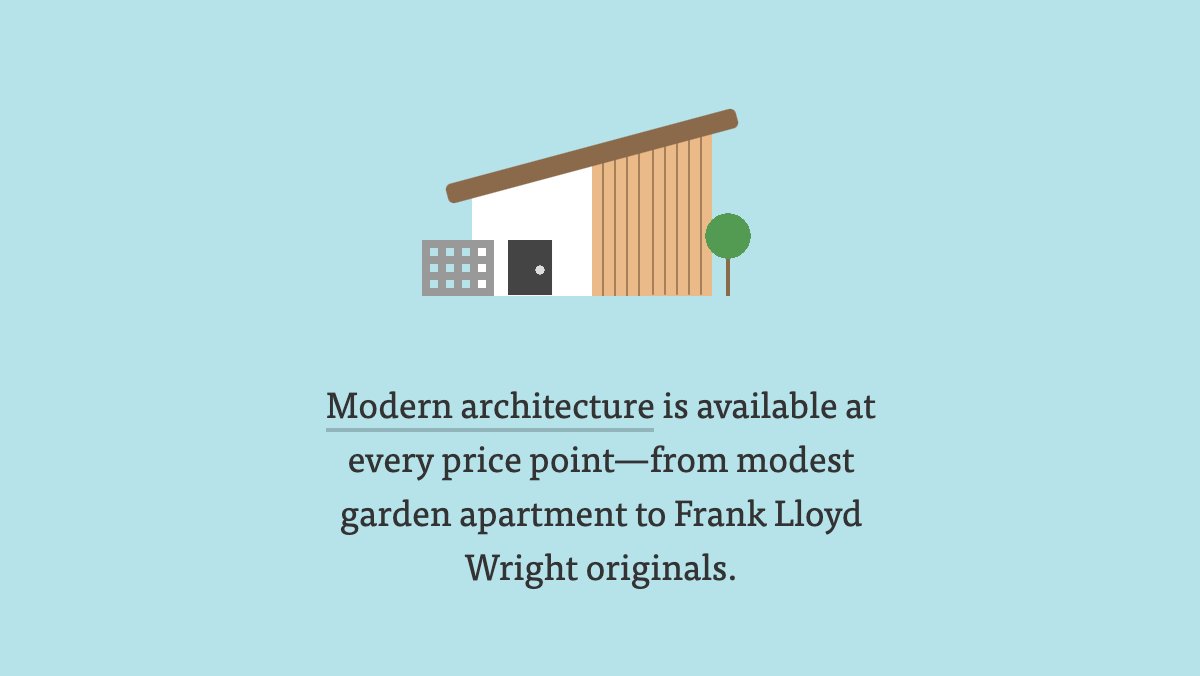 Modern architecture is available at
every price point—from modest
garden apartment to Frank Lloyd
Wright originals.